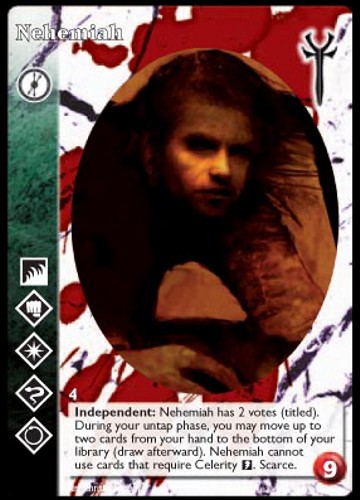 Nehemiah
4
Independent: Nehemiah has 2 votes (titled).
During your untap phase, you may move up to
two cards from your hand to the bottom of your
library (draw afterward). Nehemiah cannot
use cards that require Celerity. Scarce.
9